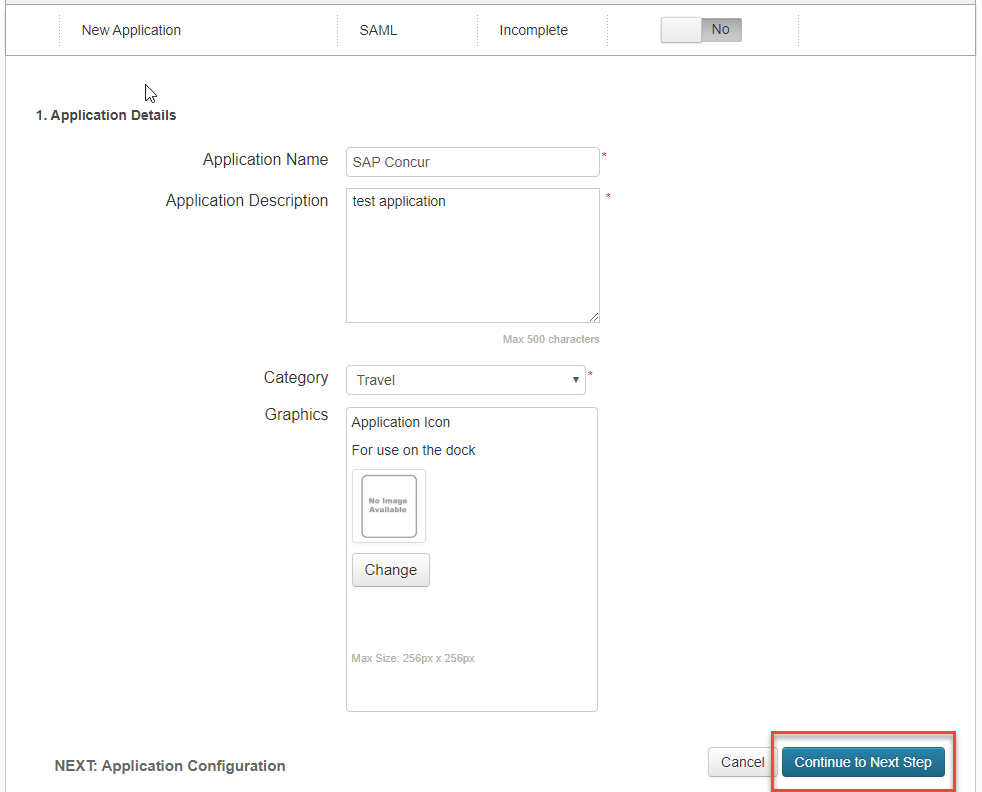 New Application SAML Incomplete No
1. Application Details
Application Name SAP Concur *
Application Description test application *
Max 500 characters
Category Travel *
Graphics Application Icon
For use on the dock
No Image
Available
Change
Max Size: 256px x 256px
NEXT: Application Configuration Cancel Continue to Next Step